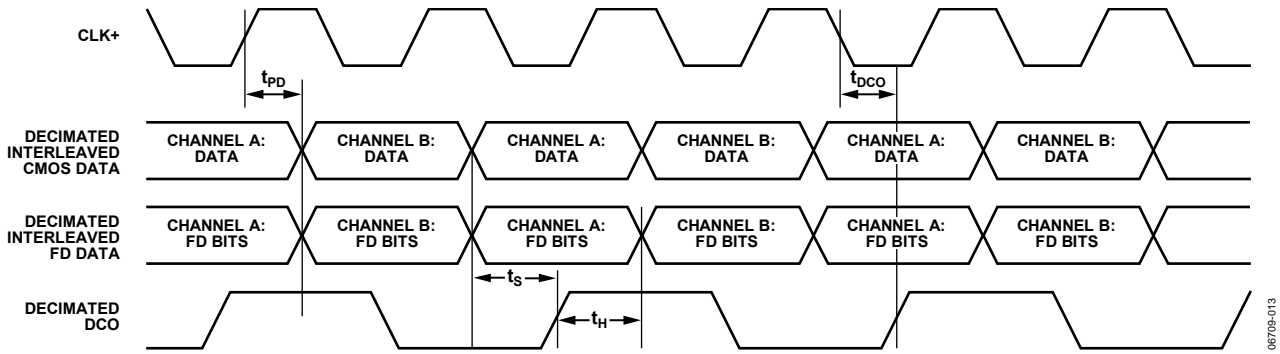 CLK+
tPD
tDCO
DECIMATED
INTERLEAVED
CMOS DATA
CHANNEL A:
DATA
CHANNEL B:
DATA
CHANNEL A:
DATA
CHANNEL B:
DATA
CHANNEL A:
DATA
CHANNEL B:
DATA
DECIMATED
INTERLEAVED
FD DATA
CHANNEL A:
FD BITS
CHANNEL B:
FD BITS
CHANNEL A:
FD BITS
CHANNEL B:
FD BITS
CHANNEL A:
FD BITS
CHANNEL B:
FD BITS
tS
DECIMATED
DCO
tH
06709-013